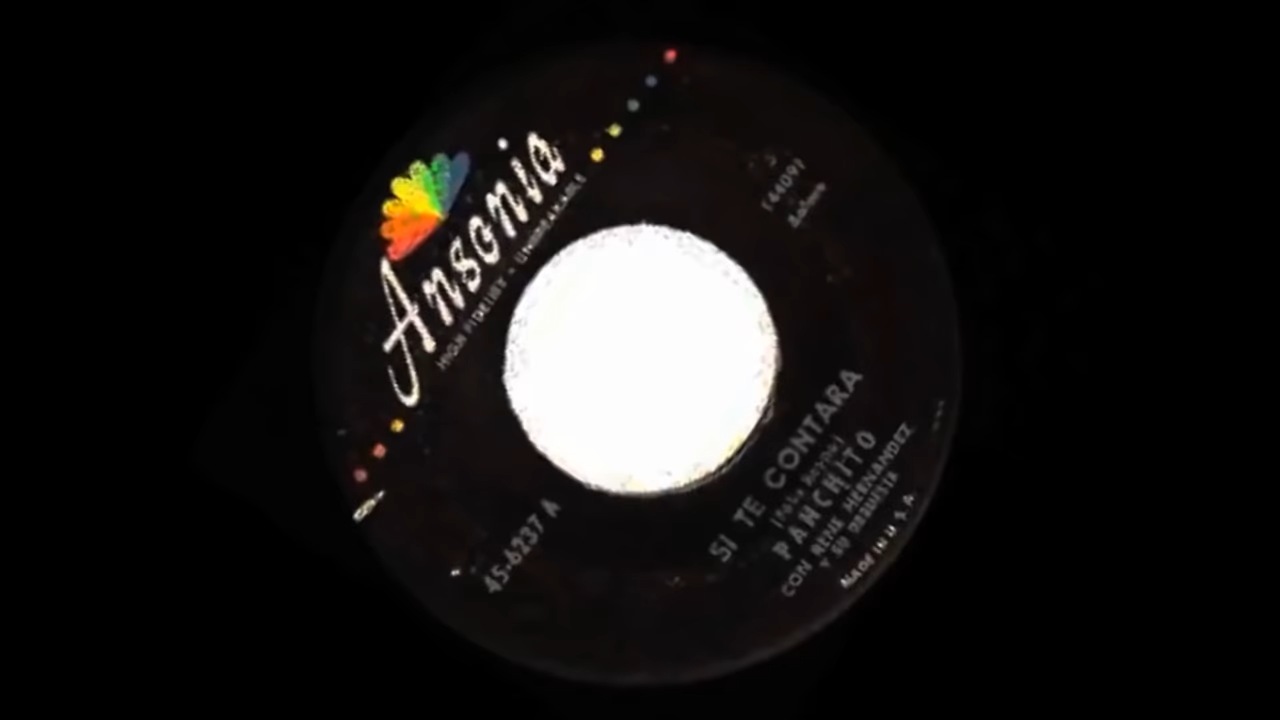 Ansonia
HIGH FIDELITY - UNBREAKABLE
45-6237 A
SI TE CONTARA
PANCHITO
CON RENE HERNANDEZ
Y SU ORQUESTA
MADE IN U.S.A.